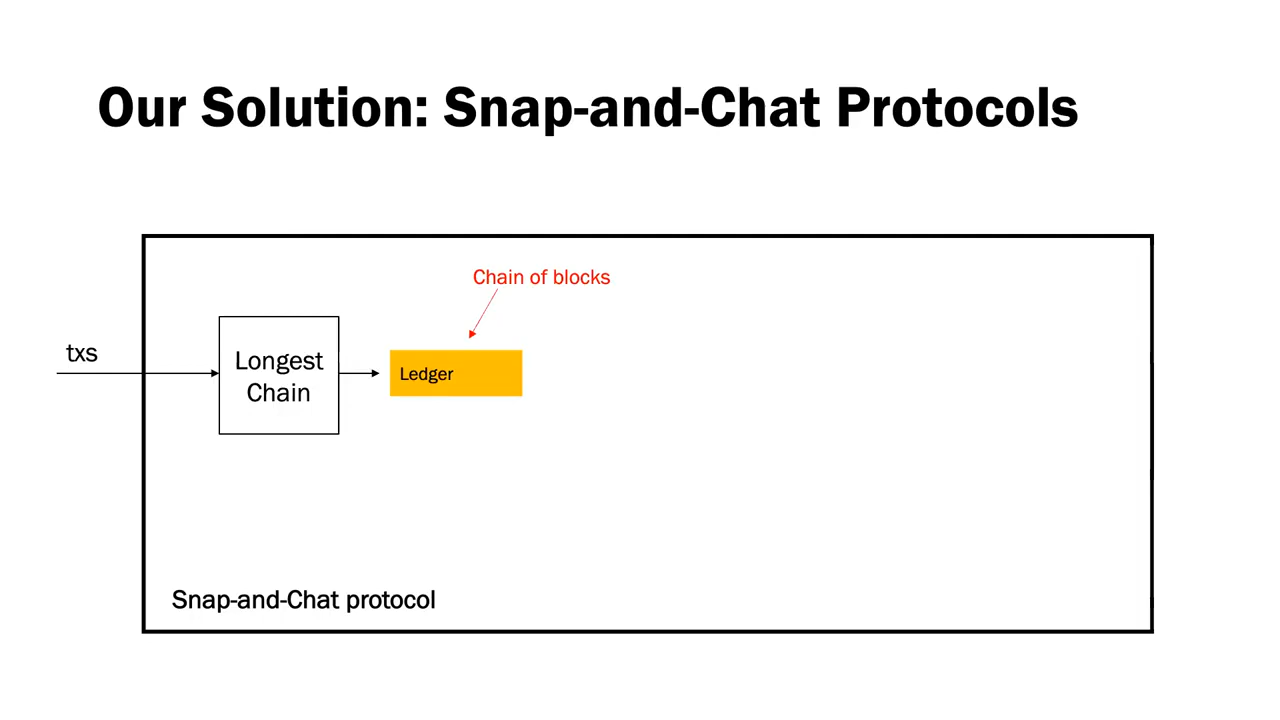 Our Solution: Snap-and-Chat Protocols
Chain of blocks
txs
Longest
Chain
Ledger
Snap-and-Chat protocol